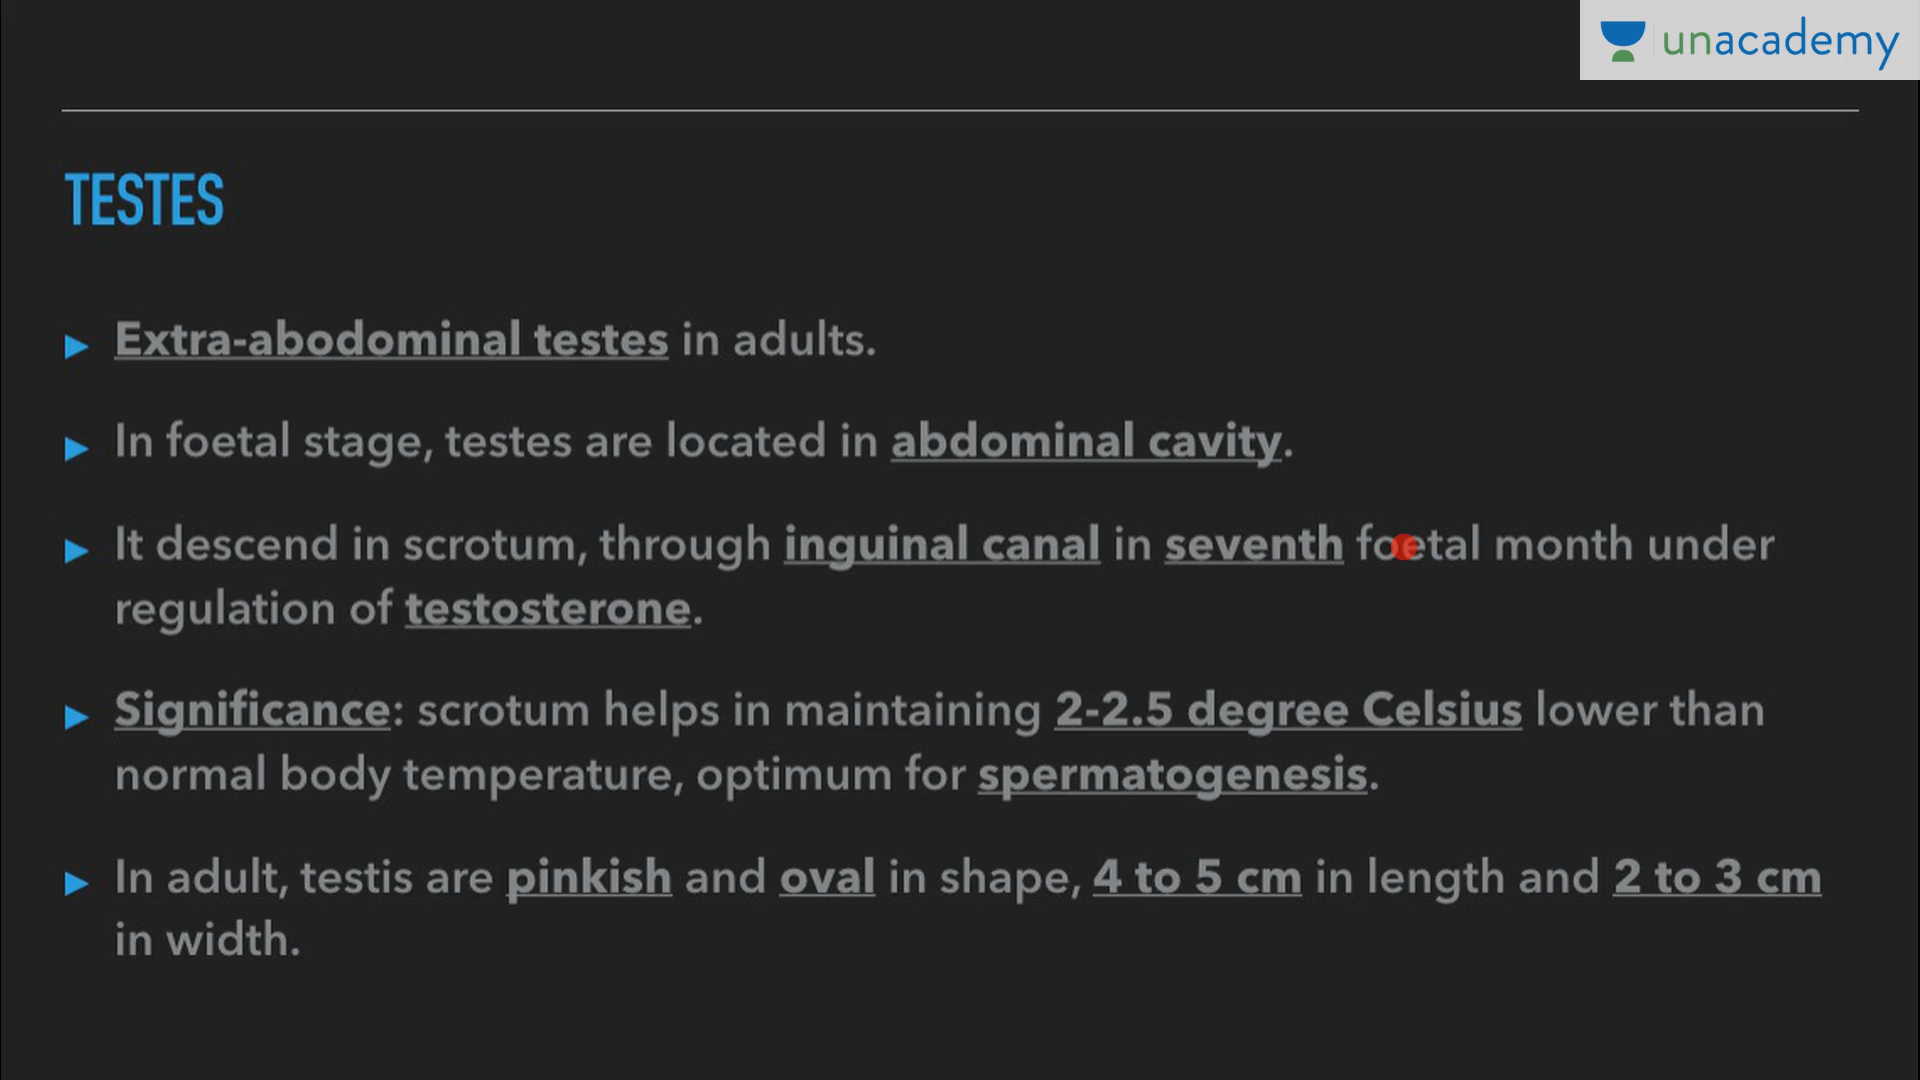 unacademy
TESTES
▶ Extra-abodominal testes in adults.
▶ In foetal stage, testes are located in abdominal cavity.
▶ It descend in scrotum, through inguinal canal in seventh foetal month under
regulation of testosterone.
▶ Significance: scrotum helps in maintaining 2-2.5 degree Celsius lower than
normal body temperature, optimum for spermatogenesis.
▶ In adult, testis are pinkish and oval in shape, 4 to 5 cm in length and 2 to 3 cm
in width.